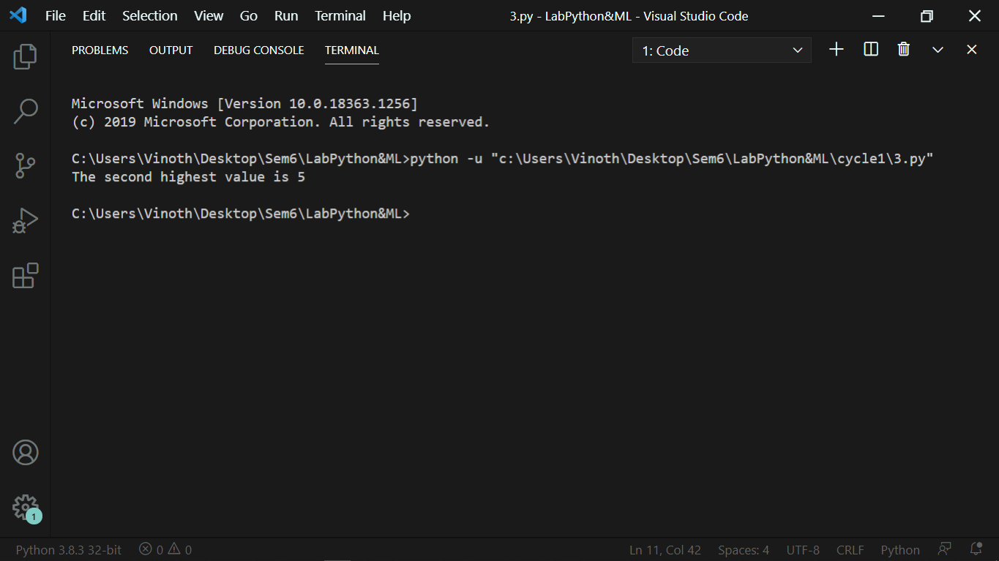 File Edit Selection View Go Run Terminal Help 3.py - LabPython&ML - Visual Studio Code
PROBLEMS OUTPUT DEBUG CONSOLE TERMINAL 1: Code
Microsoft Windows [Version 10.0.18363.1256]
(c) 2019 Microsoft Corporation. All rights reserved.
C:\Users\Vinoth\Desktop\Sem6\LabPython&ML>python -u "c:\Users\Vinoth\Desktop\Sem6\LabPython&ML\cycle1\3.py"
The second highest value is 5
C:\Users\Vinoth\Desktop\Sem6\LabPython&ML>
1
Python 3.8.3 32-bit 0 0 Ln 11, Col 42 Spaces: 4 UTF-8 CRLF Python